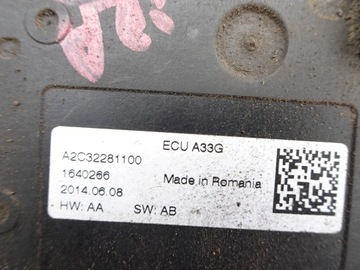 ECU A33G
A2C32281100
1640266
Made in Romania
2014.06.08
HW: AA SW: AB